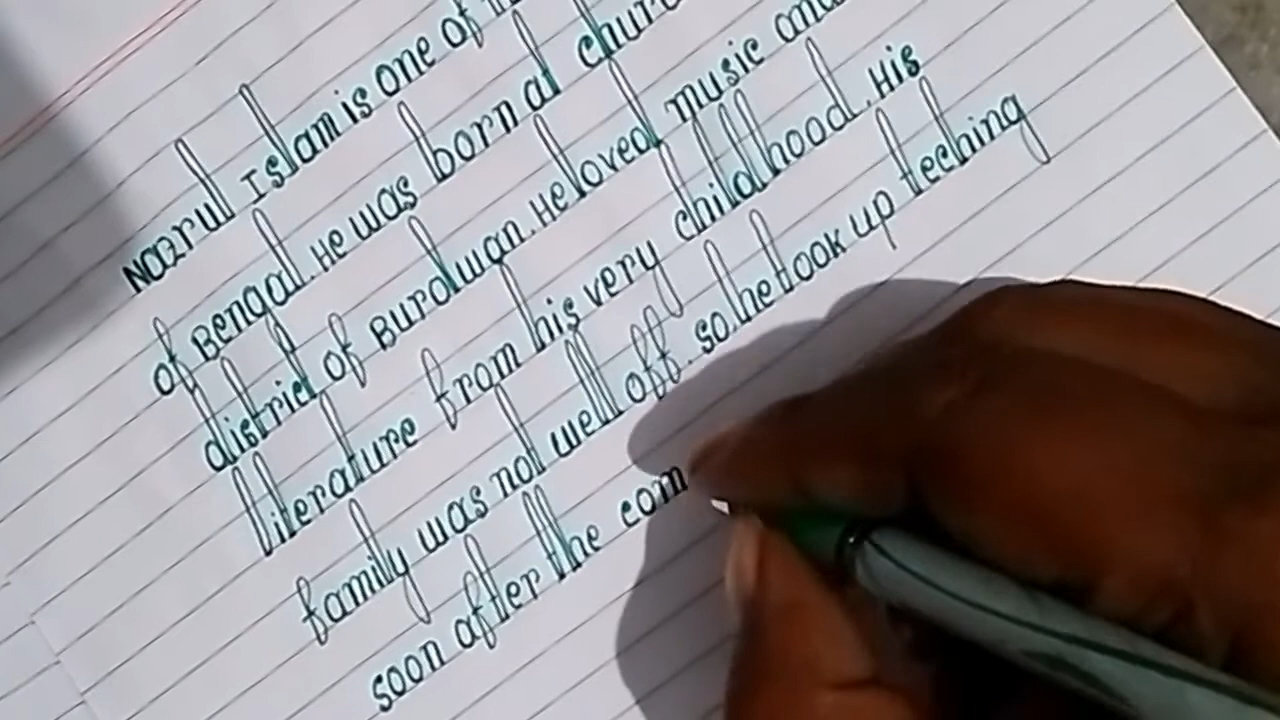 Nazrul Islam is one of
of Bengal. He was born at
district of Burdwan. He loved music and
literature from his very childhood. His
family was not well off. so, he took up teching
soon after the com